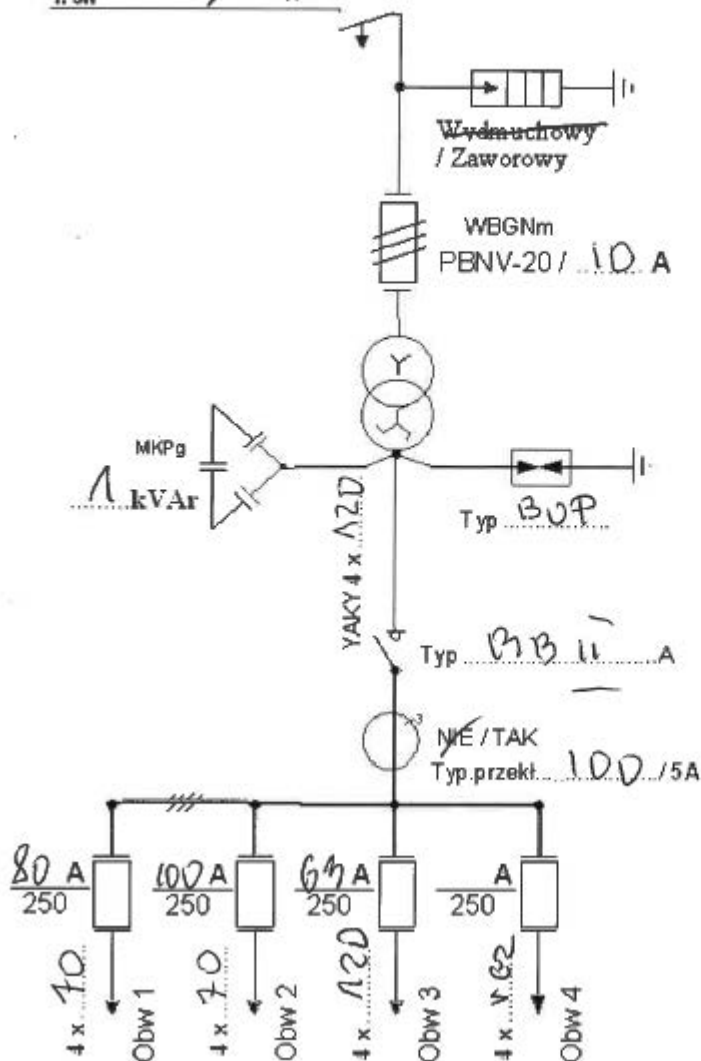 Wydmuchowy
/ Zaworowy
WBGNm
PBNV-20 / 10 A
Y
MKPg
1 kVAr
Typ BOP
YAKY 4 x 120
Typ BB II A
3
NIE / TAK
Typ.przekł. 100 /5A
80 A
250
100 A
250
63 A
250
A
250
4 x 70
Obw 1
4 x 70
Obw 2
4 x 120
Obw 3
4 x
Obw 4